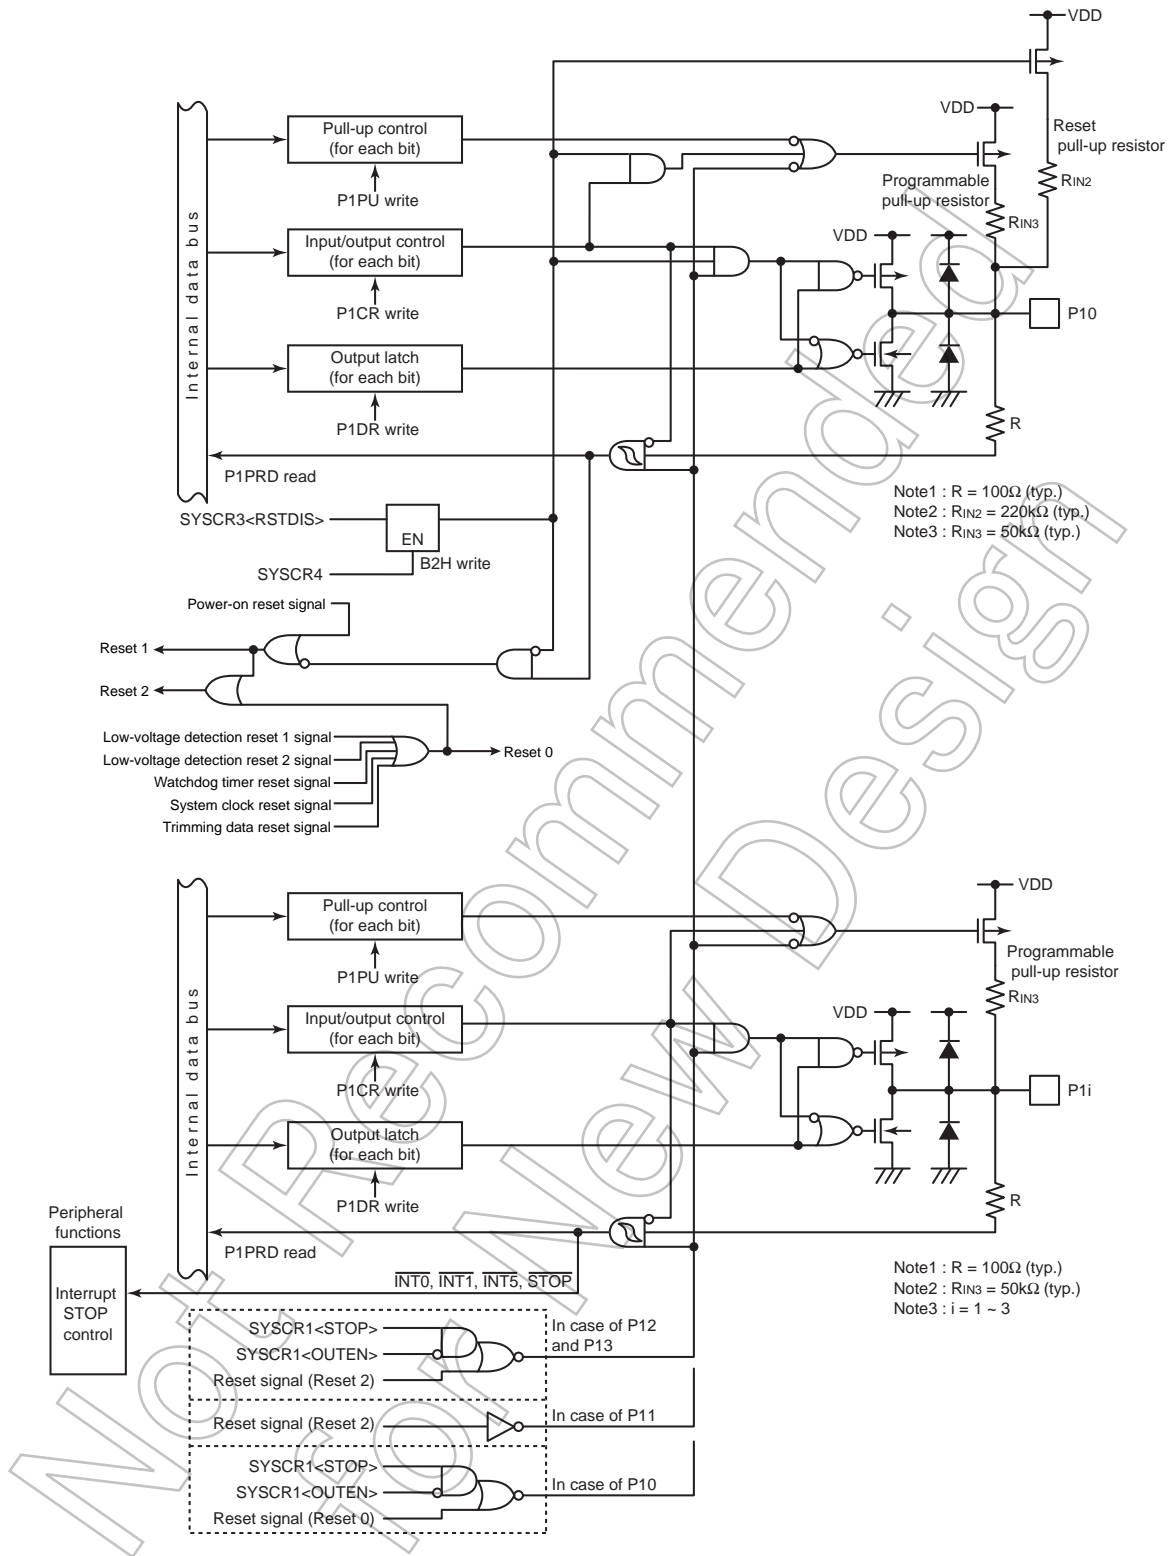 VDD
VDD
Reset
pull-up resistor
RIN2
Pull-up control
(for each bit)
P1PU write
Programmable
pull-up resistor
RIN3
Internal data bus
Input/output control
(for each bit)
P1CR write
VDD
P10
Output latch
(for each bit)
P1DR write
R
P1PRD read
Note1 : R = 100Ω (typ.)
Note2 : RIN2 = 220kΩ (typ.)
Note3 : RIN3 = 50kΩ (typ.)
SYSCR3<RSTDIS>
EN
B2H write
SYSCR4
Power-on reset signal
Reset 1
Reset 2
Low-voltage detection reset 1 signal
Low-voltage detection reset 2 signal
Watchdog timer reset signal
System clock reset signal
Trimming data reset signal
Reset 0
VDD
Pull-up control
(for each bit)
P1PU write
Programmable
pull-up resistor
RIN3
Internal data bus
Input/output control
(for each bit)
P1CR write
VDD
P1i
Output latch
(for each bit)
P1DR write
R
Peripheral
functions
P1PRD read
INT0, INT1, INT5, STOP
Interrupt
STOP
control
Note1 : R = 100Ω (typ.)
Note2 : RIN3 = 50kΩ (typ.)
Note3 : i = 1 ~ 3
SYSCR1<STOP>
SYSCR1<OUTEN>
Reset signal (Reset 2)
In case of P12
and P13
Reset signal (Reset 2)
In case of P11
SYSCR1<STOP>
SYSCR1<OUTEN>
Reset signal (Reset 0)
In case of P10
Not Recommended
for New Design